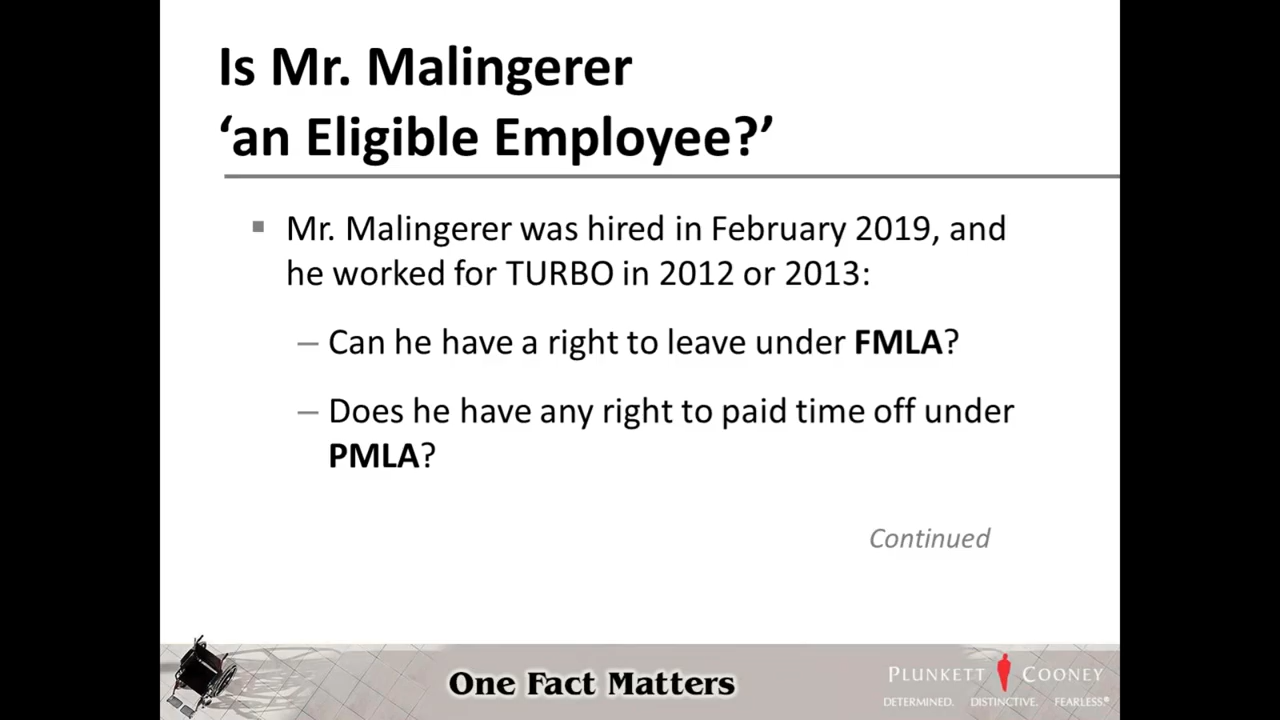 Is Mr. Malingerer
‘an Eligible Employee?’
▪ Mr. Malingerer was hired in February 2019, and
he worked for TURBO in 2012 or 2013:
– Can he have a right to leave under FMLA?
– Does he have any right to paid time off under
PMLA?
Continued
One Fact Matters
PLUNKETT COONEY
DETERMINED. DISTINCTIVE. FEARLESS®